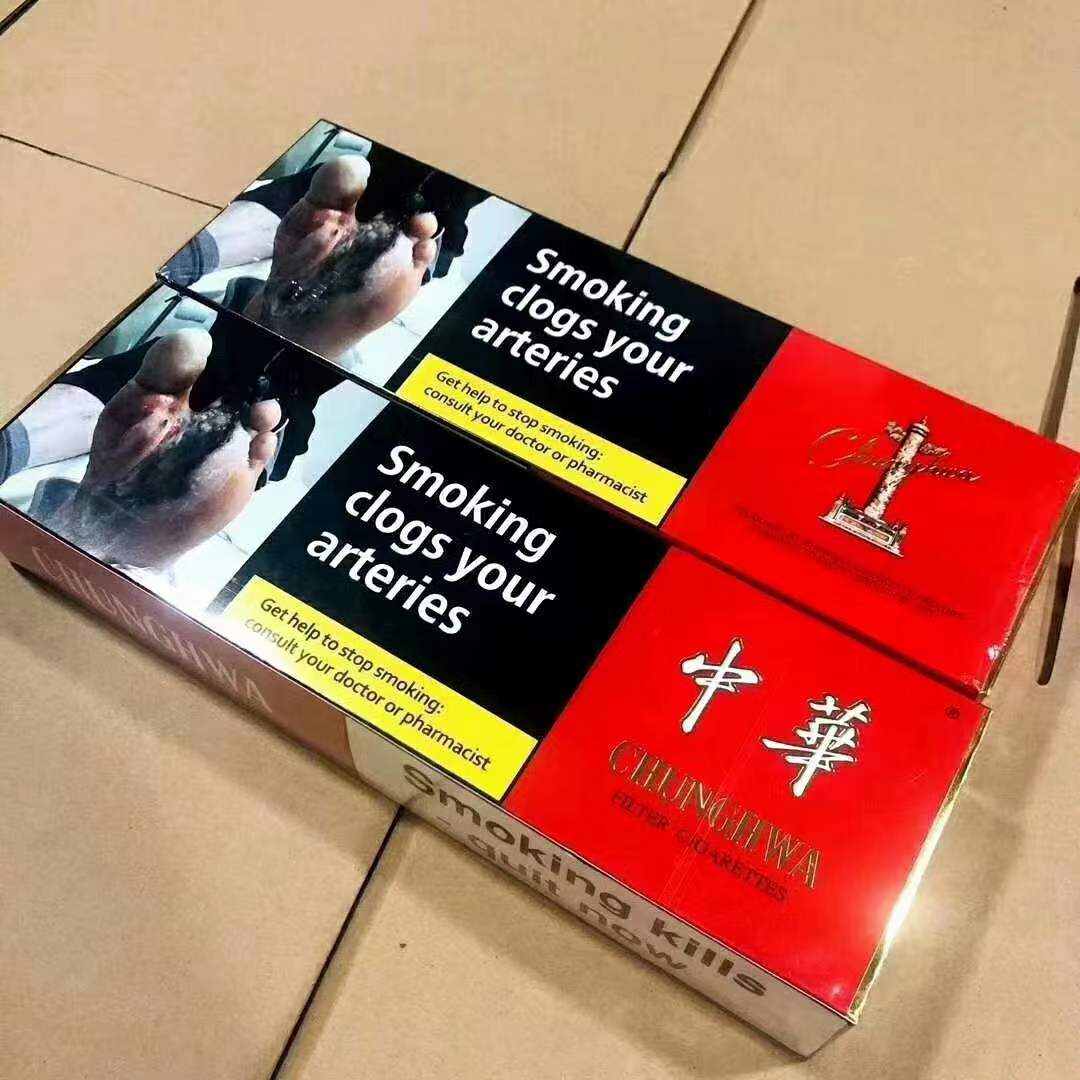 Smoking
clogs your
arteries
Get help to stop smoking:
consult your doctor or pharmacist
Chunghwa
Smoking
clogs your
arteries
Get help to stop smoking:
consult your doctor or pharmacist
中華
®
CHUNGHWA
FILTER CIGARETTES
CHUNGHWA
Smoking kills
- quit now